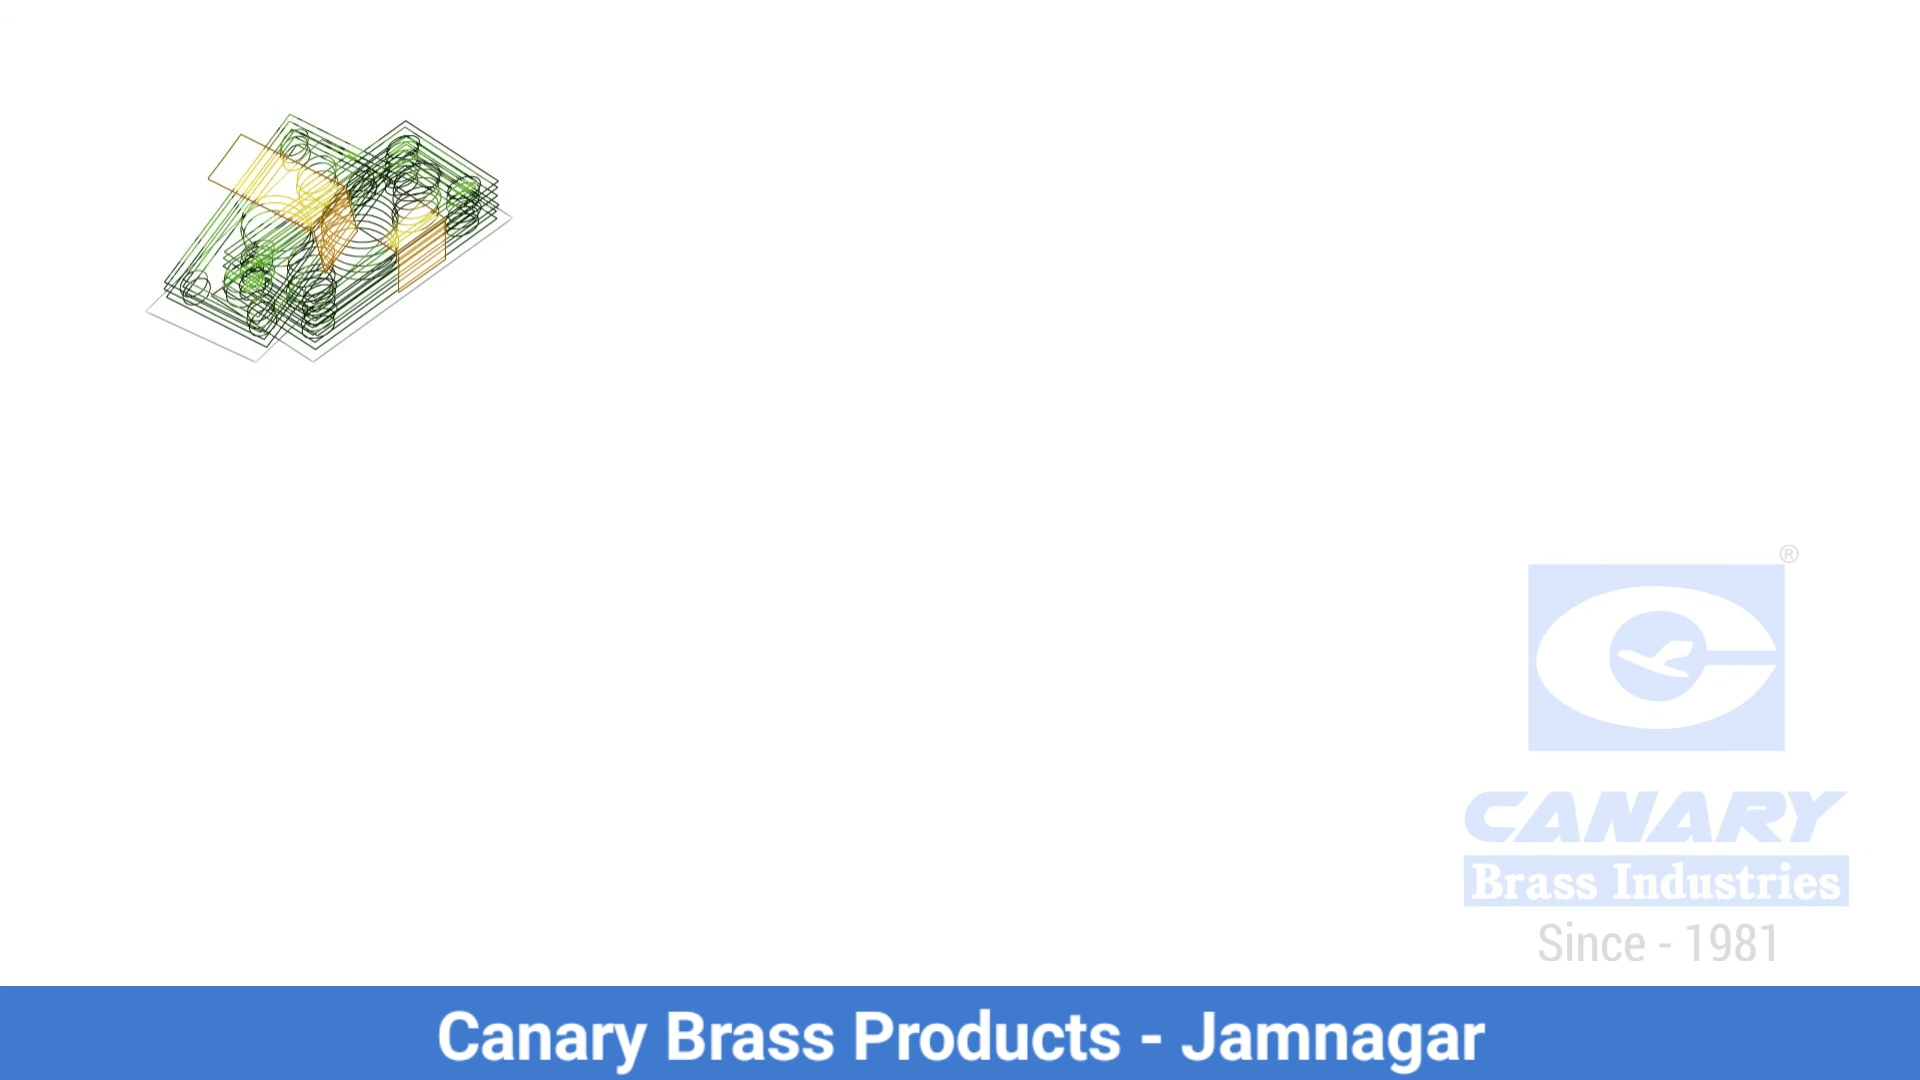 ®
CANARY
Brass Industries
Since - 1981
Canary Brass Products - Jamnagar